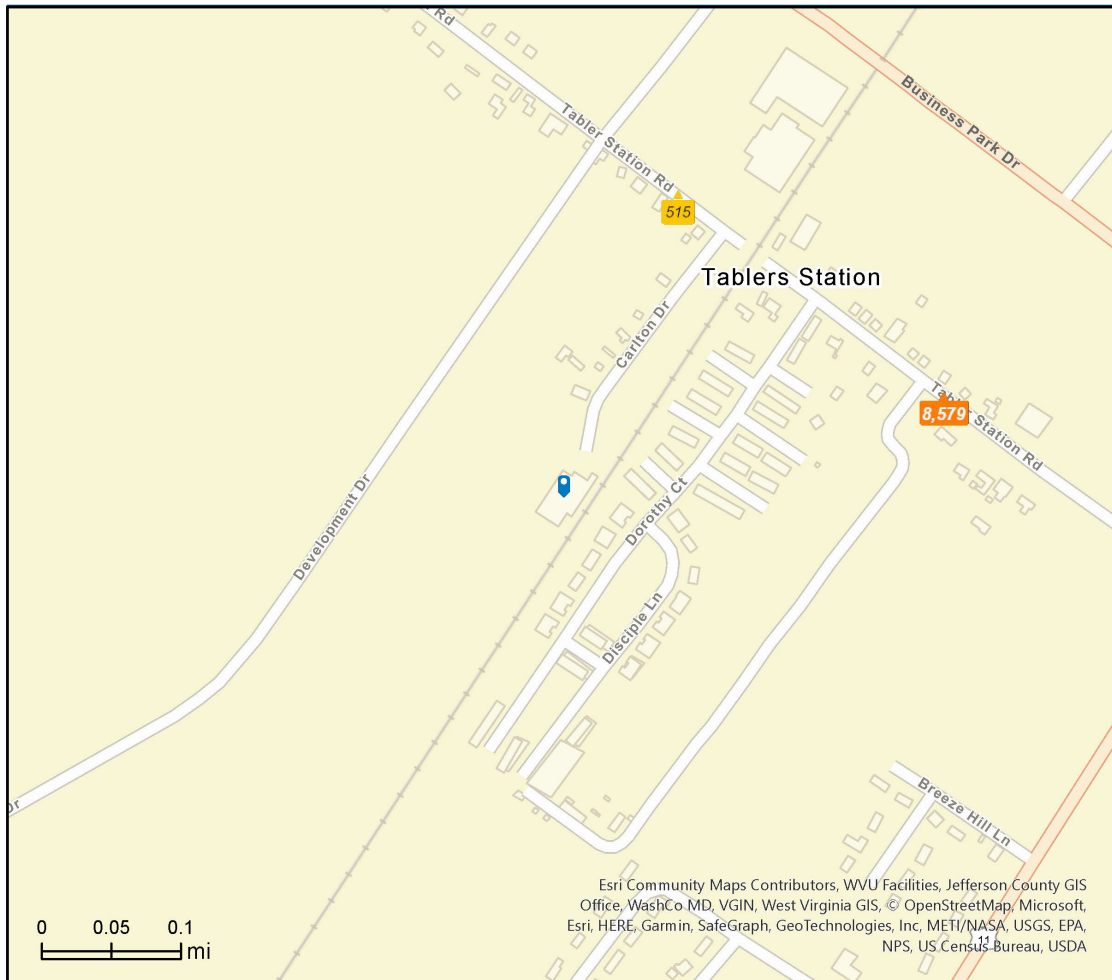 Rd
Business Park Dr
Tabler Station Rd
515
Tablers Station
Carlton Dr
Tabler Station Rd
8,579
Development Dr
Dorothy Ct
Disciple Ln
Dr
Breeze Hill Ln
Esri Community Maps Contributors, WVU Facilities, Jefferson County GIS
Office, WashCo MD, VGIN, West Virginia GIS, © OpenStreetMap, Microsoft,
Esri, HERE, Garmin, SafeGraph, GeoTechnologies, Inc, METI/NASA, USGS, EPA,
NPS, US Census Bureau, USDA
11
0 0.05 0.1
mi